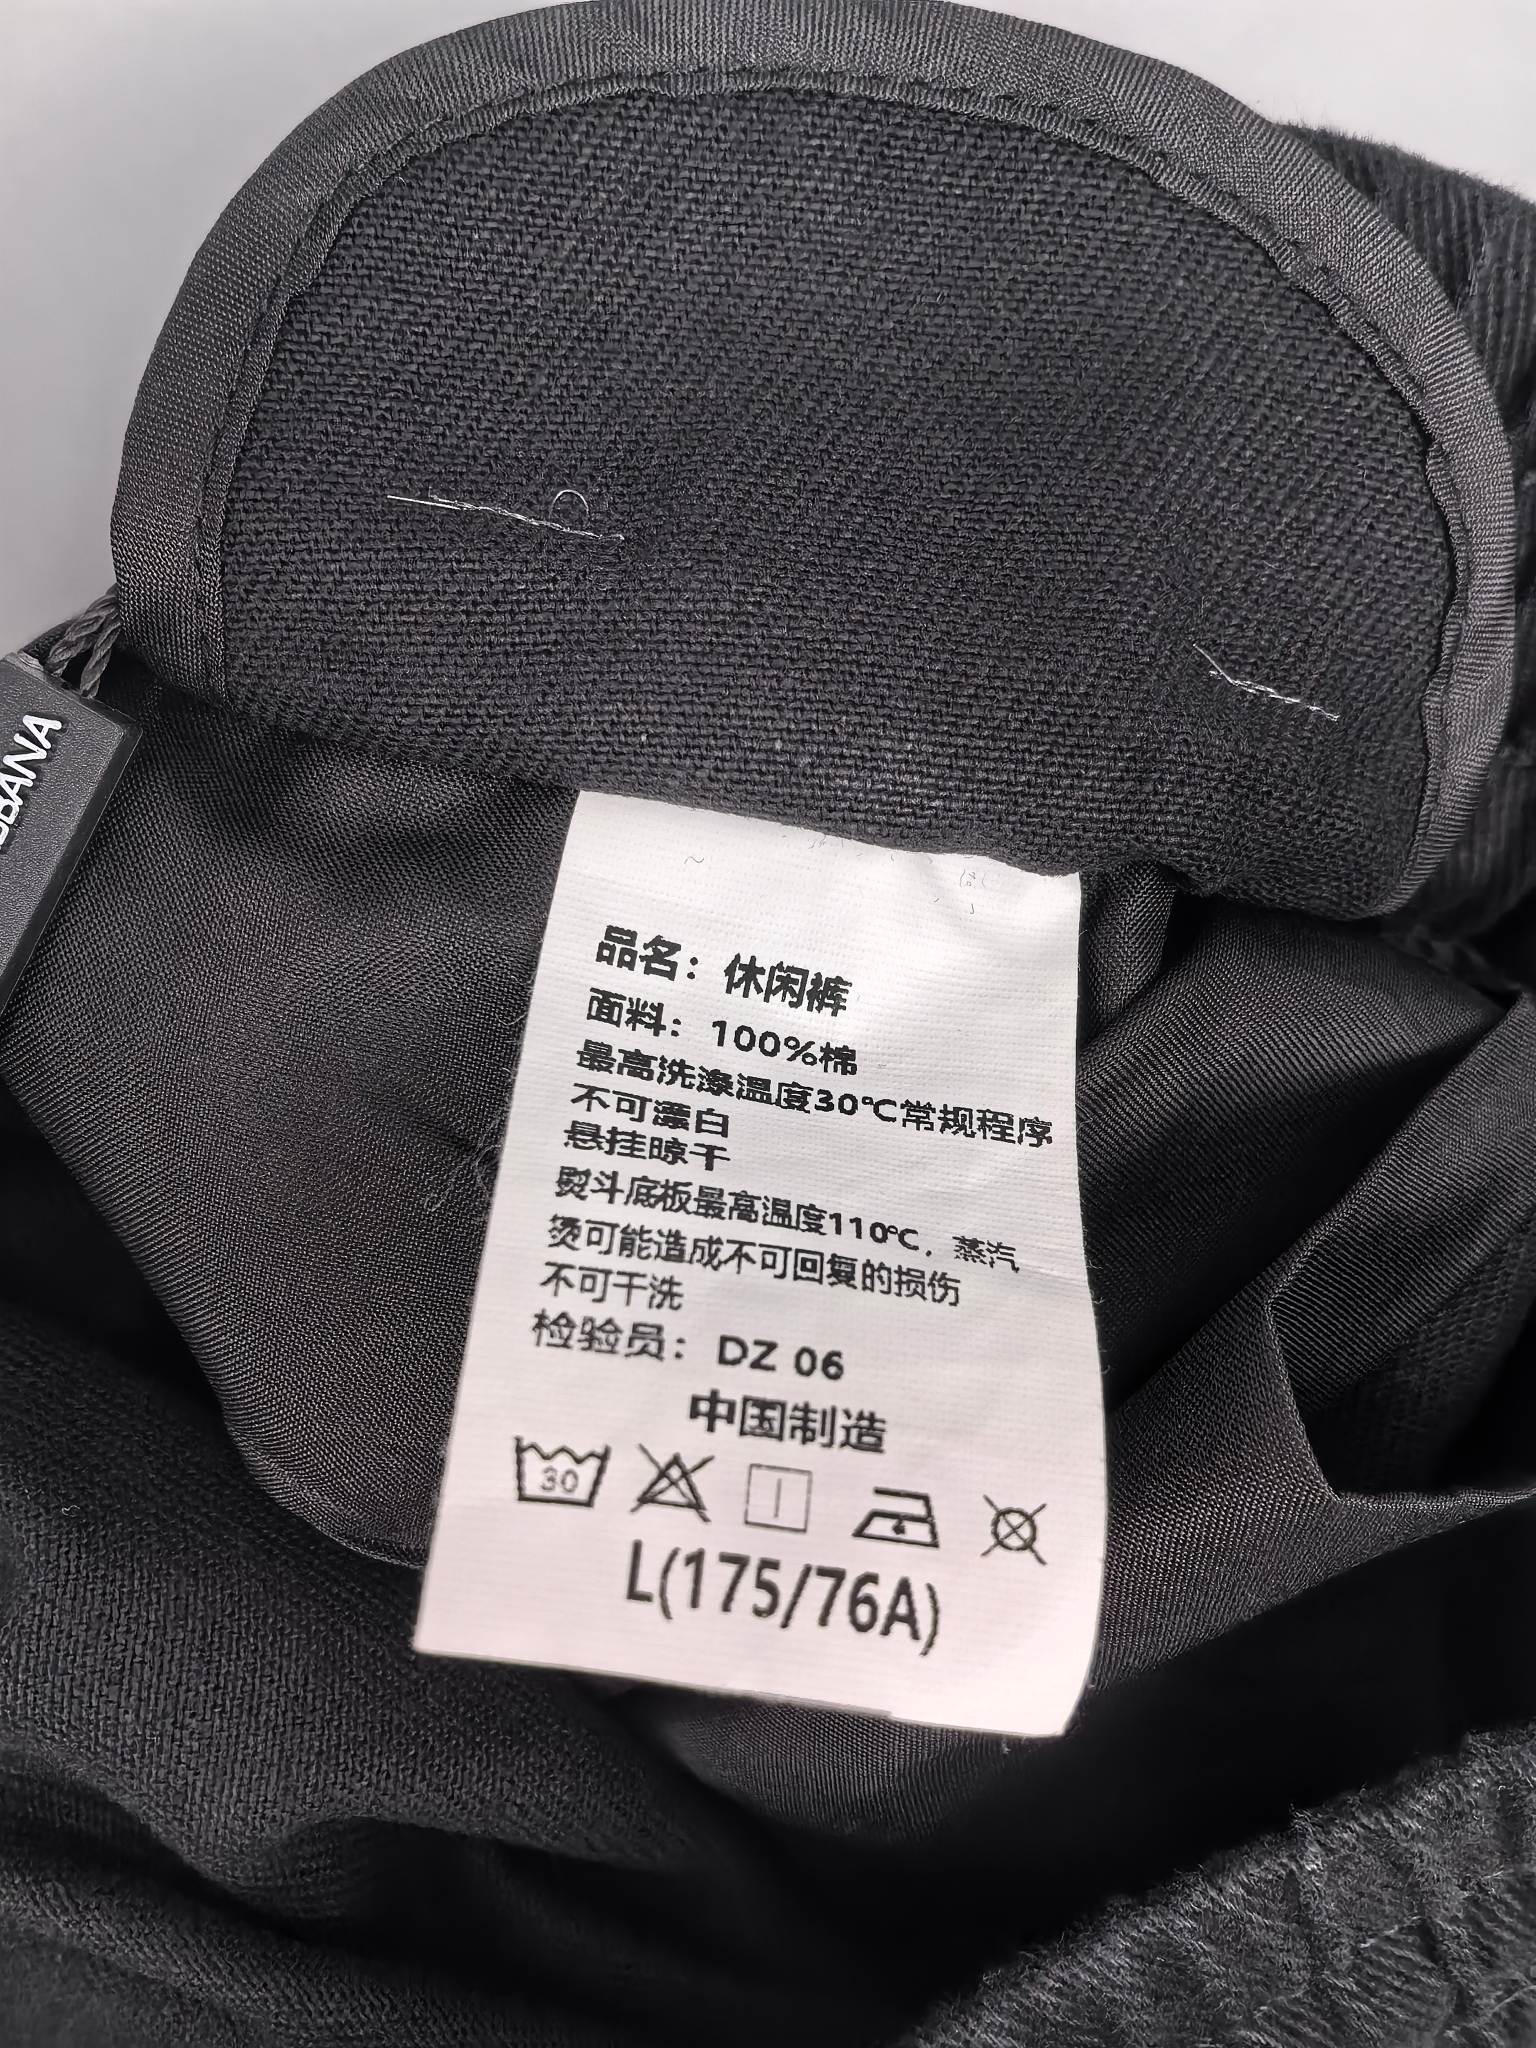 BANA
品名：休闲裤
面料：100%棉
最高洗涤温度30℃常规程序
不可漂白
悬挂晾干
熨斗底板最高温度110℃，蒸汽
烫可能造成不可回复的损伤
不可干洗
检验员：DZ 06
中国制造
30
L(175/76A)